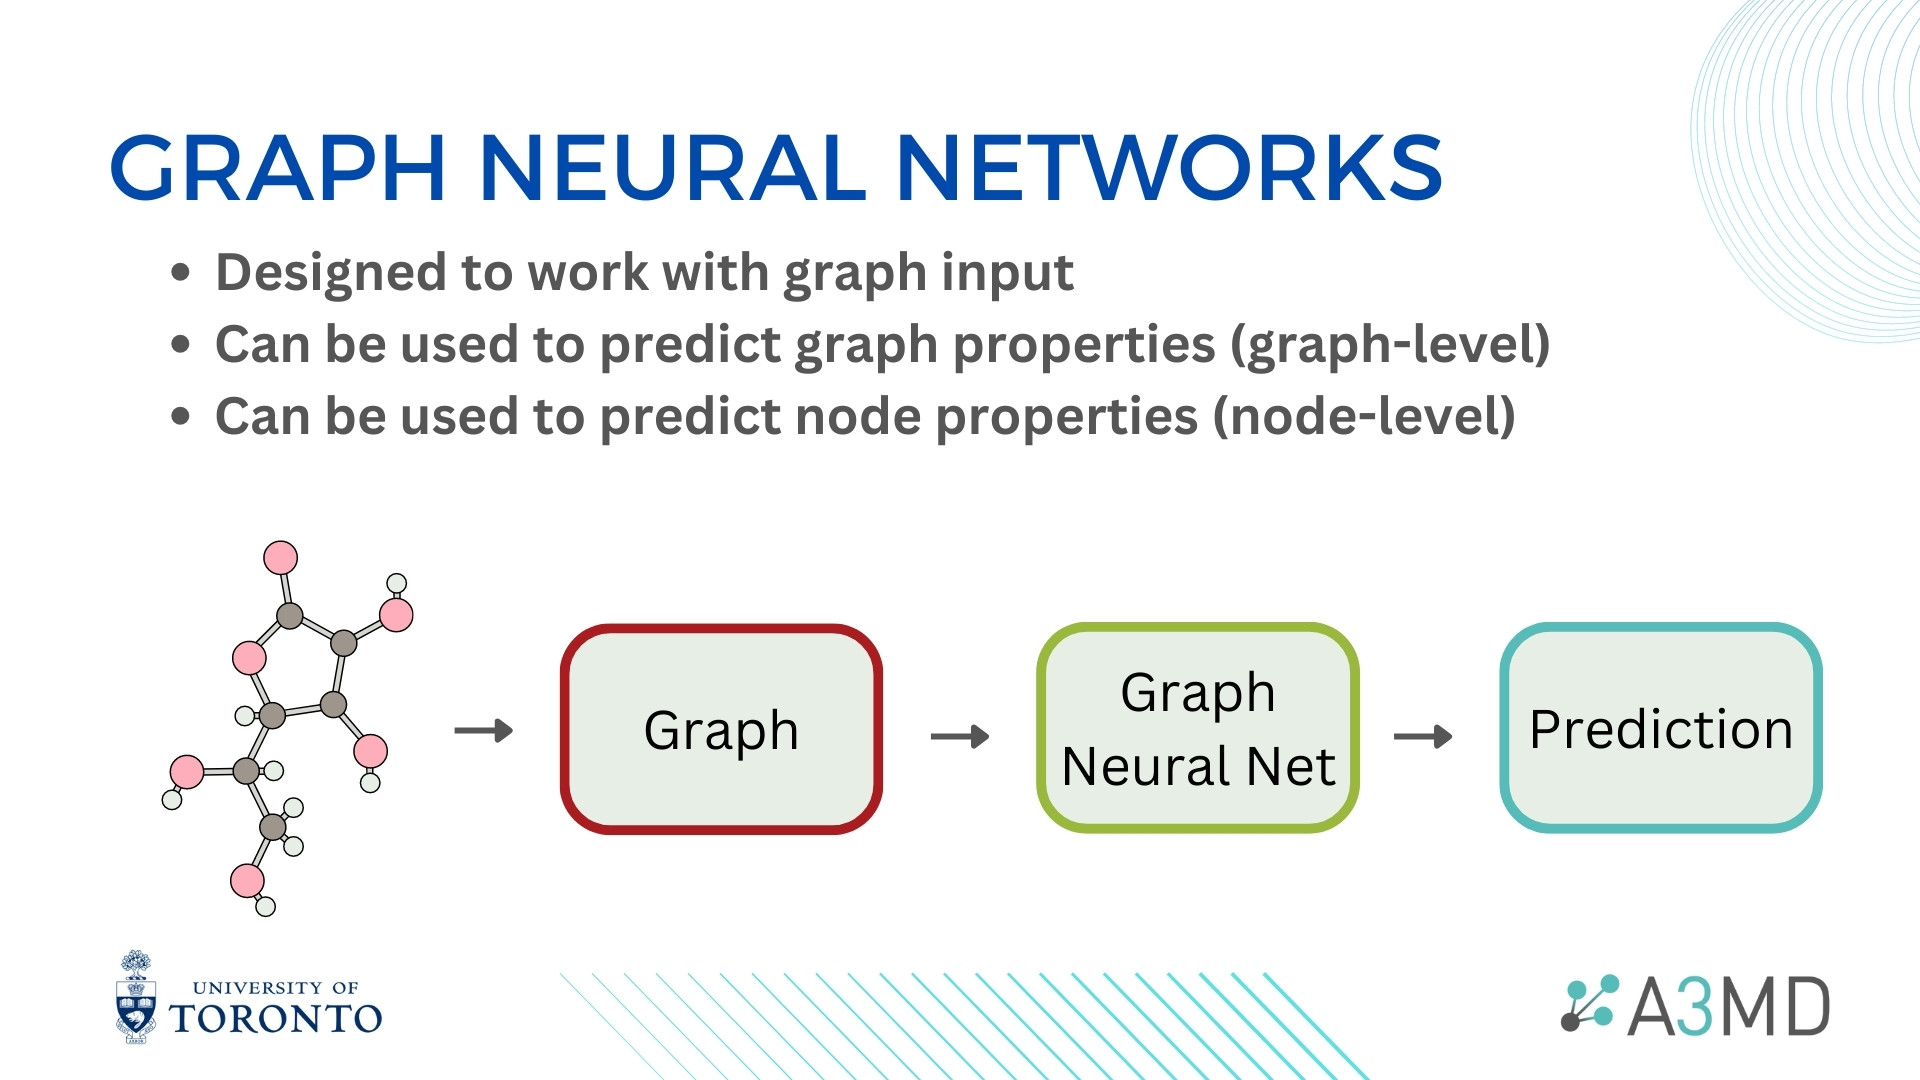 GRAPH NEURAL NETWORKS
• Designed to work with graph input
• Can be used to predict graph properties (graph-level)
• Can be used to predict node properties (node-level)
Graph
Graph
Neural Net
Prediction
UNIVERSITY OF
TORONTO
A3MD